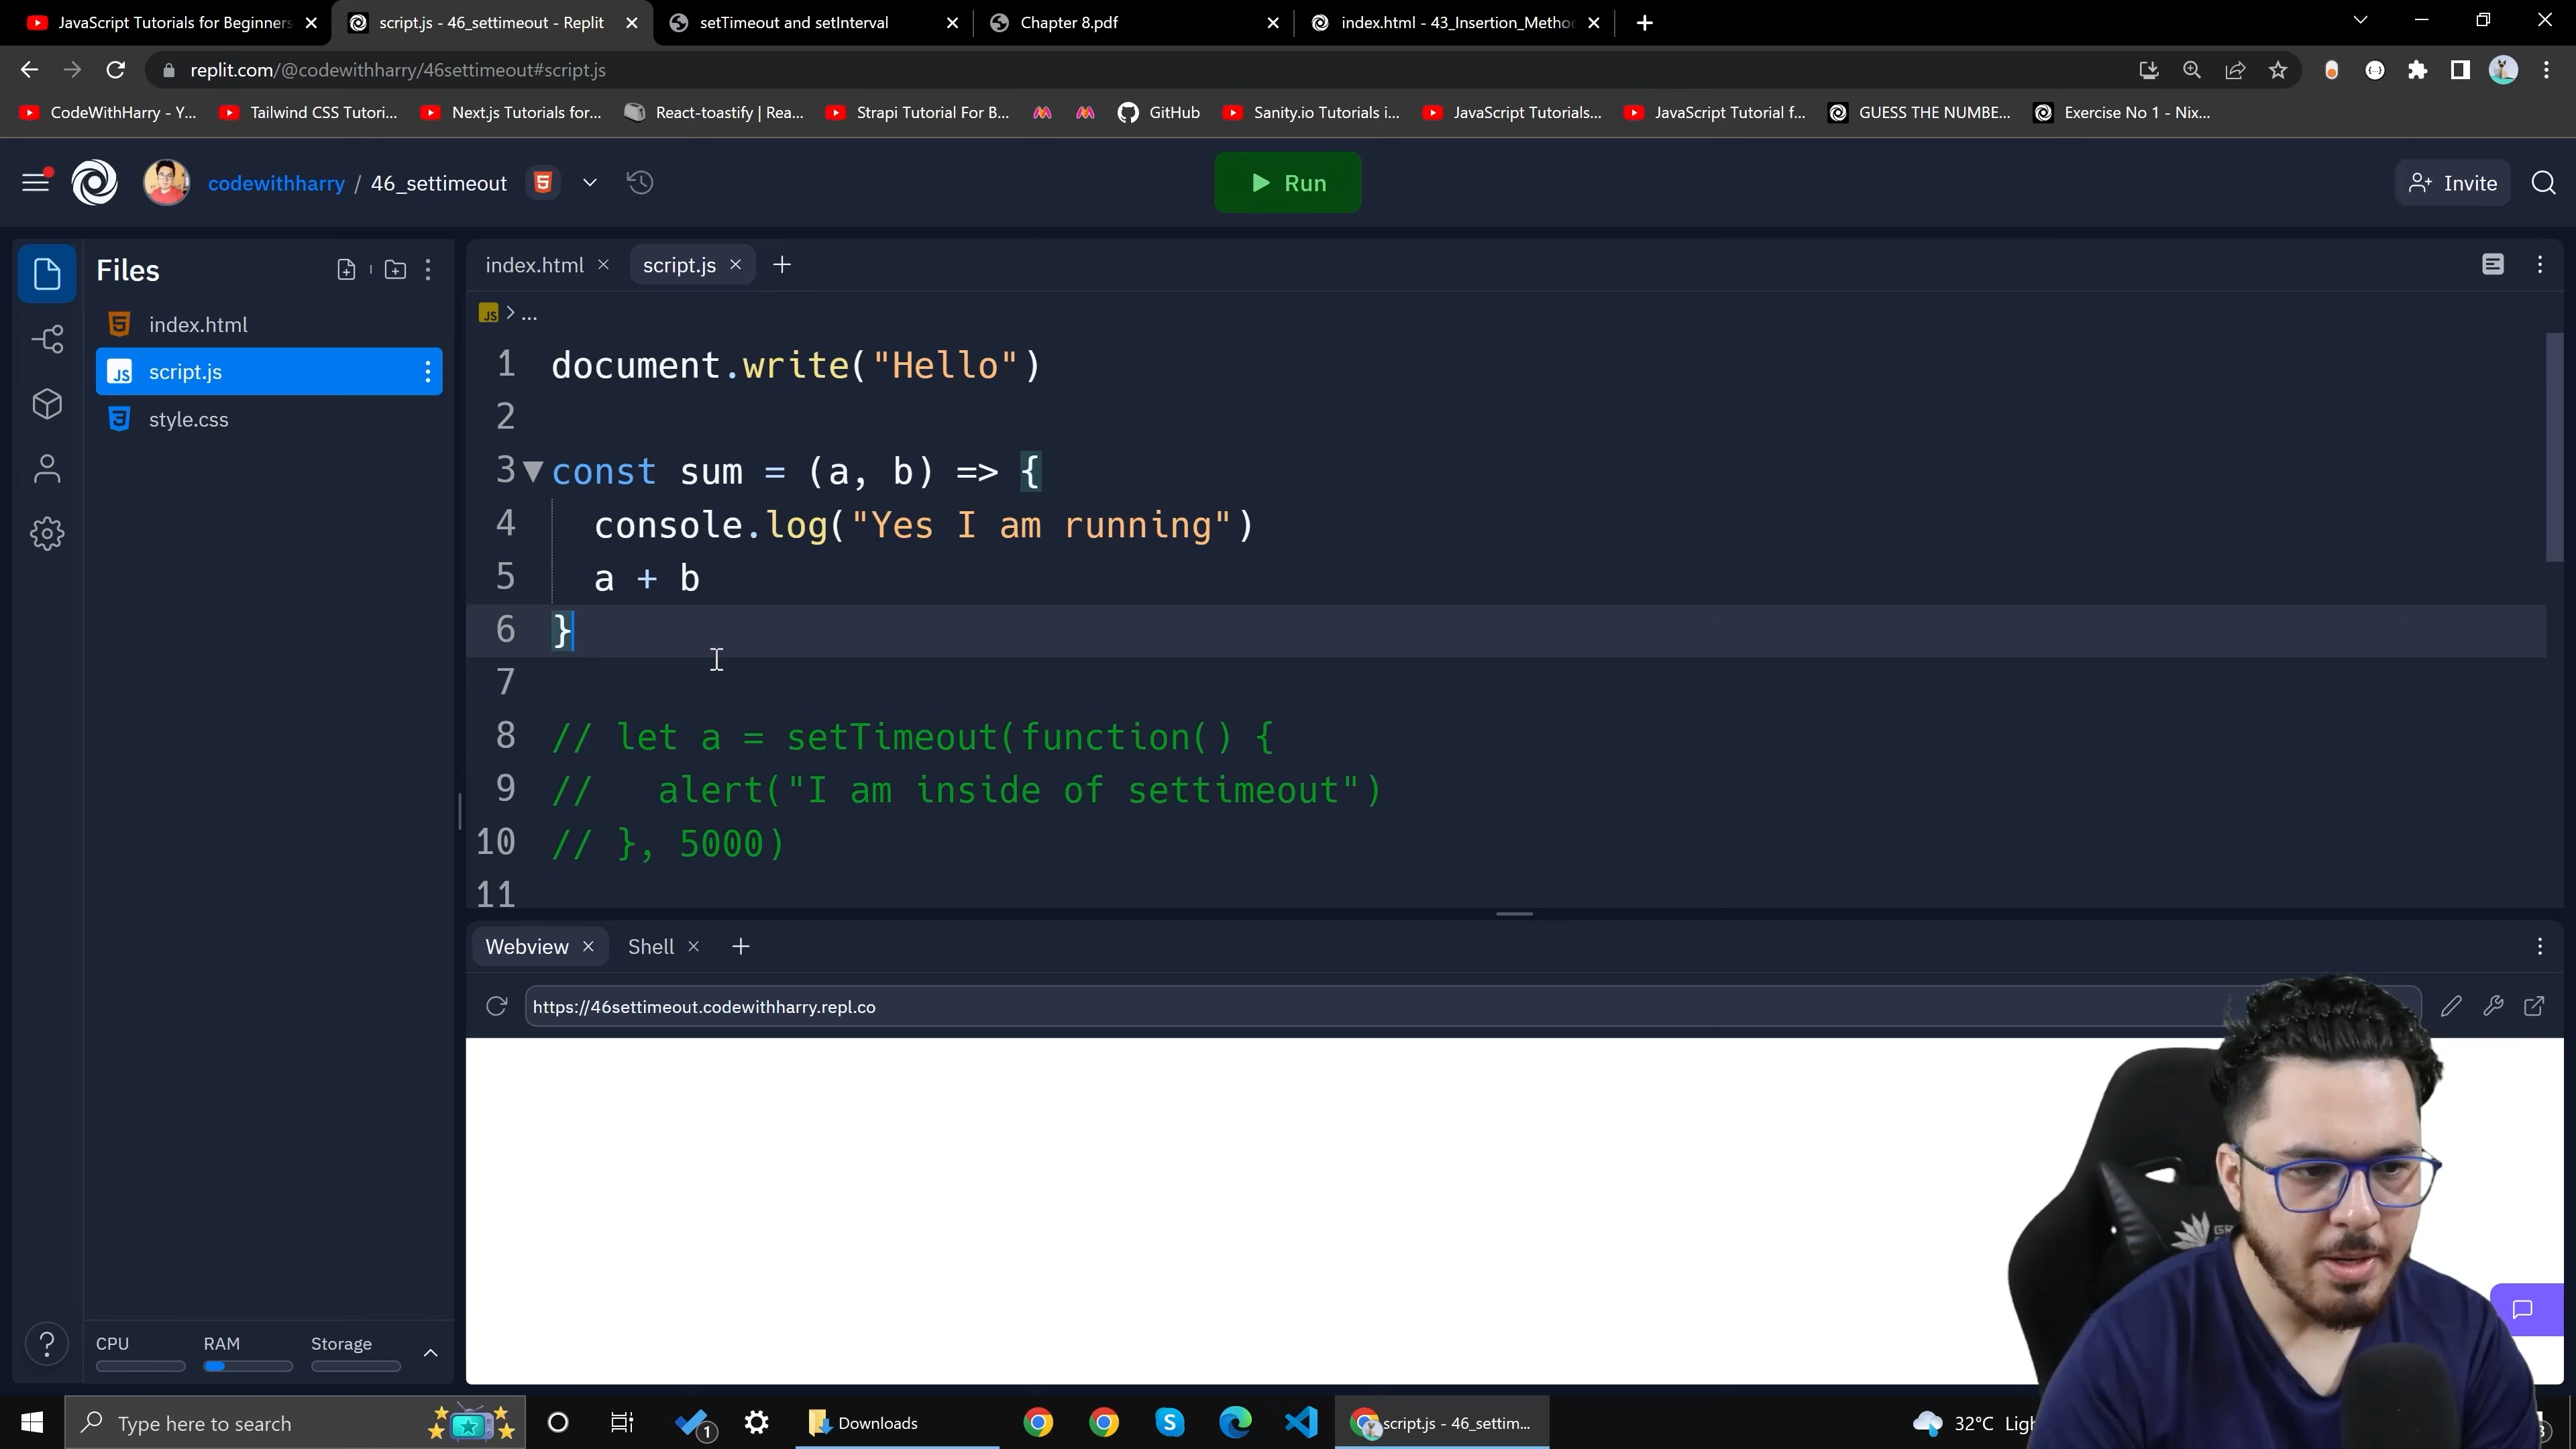 JavaScript Tutorials for Beginners
script.js - 46_settimeout - Replit
setTimeout and setInterval
Chapter 8.pdf
index.html - 43_Insertion_Metho
replit.com/@codewithharry/46settimeout#script.js
CodeWithHarry - Y...
Tailwind CSS Tutori...
Next.js Tutorials for...
React-toastify | Rea...
Strapi Tutorial For B...
GitHub
Sanity.io Tutorials i...
JavaScript Tutorials...
JavaScript Tutorial f...
GUESS THE NUMBE...
Exercise No 1 - Nix...
codewithharry / 46_settimeout
Run
Invite
Files
index.html
script.js
style.css
index.html
script.js
JS > ...
1 document.write("Hello")
2
3 const sum = (a, b) => {
4 console.log("Yes I am running")
5 a + b
6 }
7
8 // let a = setTimeout(function() {
9 // alert("I am inside of settimeout")
10 // }, 5000)
11
Webview
Shell
https://46settimeout.codewithharry.repl.co
CPU
RAM
Storage
Type here to search
1
Downloads
script.js - 46_settim...
32°C